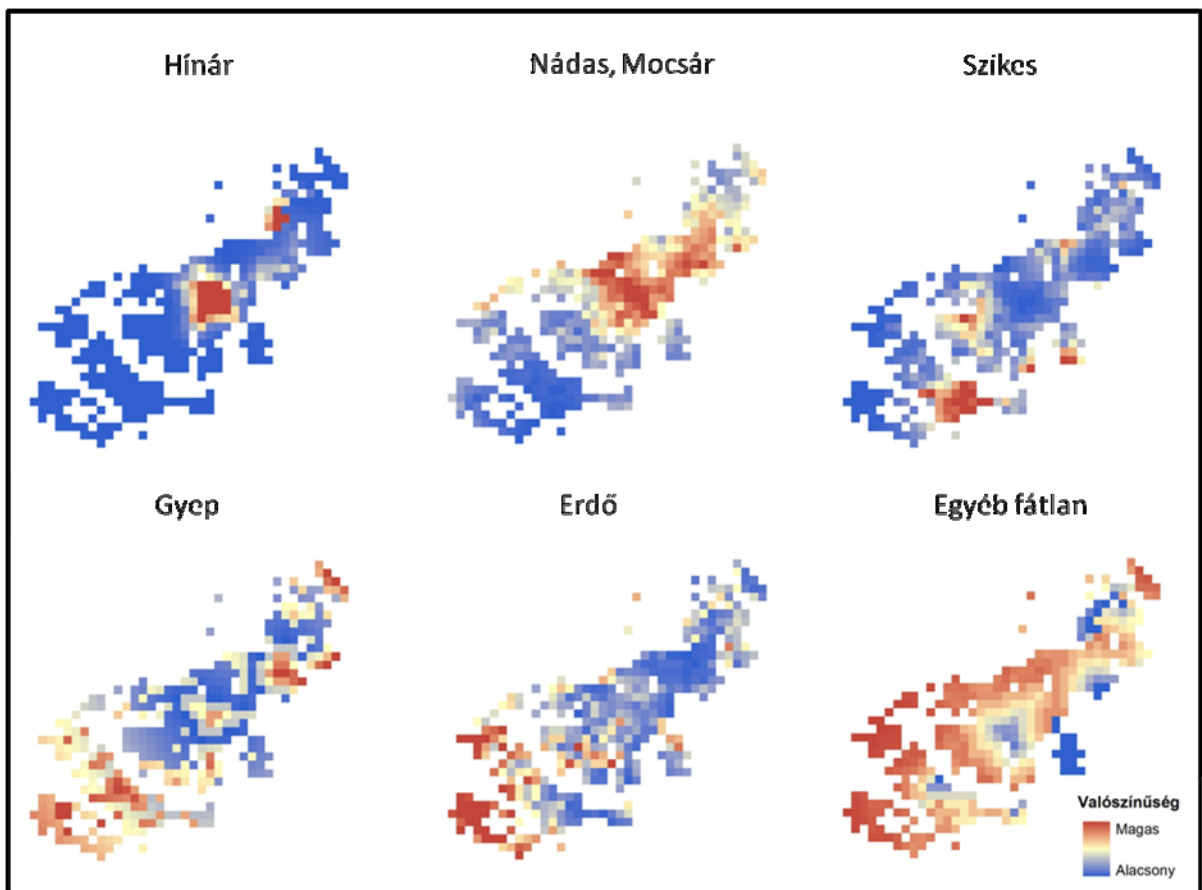 Hínár
Nádas, Mocsár
Szikes
Gyep
Erdő
Egyéb fátlan
Valószínűség
Magas
Alacsony